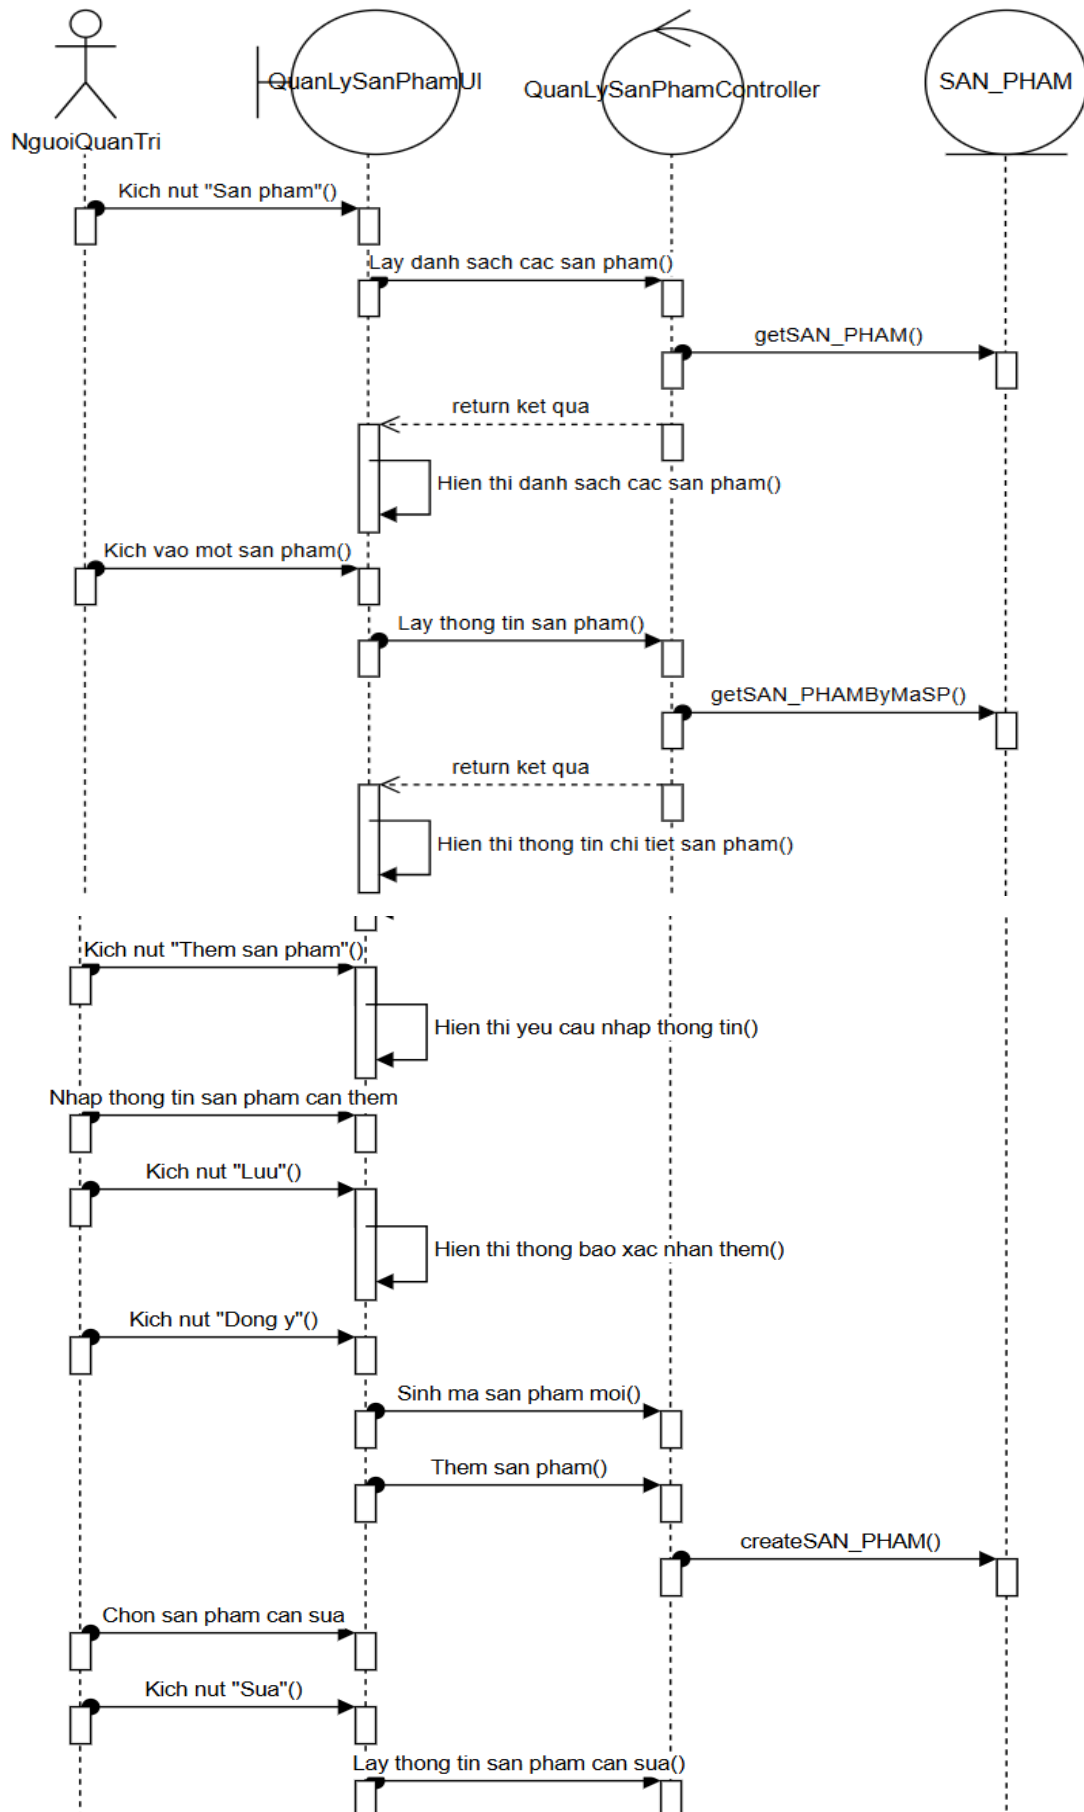 QuanLySanPhamUI
QuanLySanPhamController
SAN_PHAM
NguoiQuanTri
Kich nut "San pham"()
Lay danh sach cac san pham()
getSAN_PHAM()
return ket qua
Hien thi danh sach cac san pham()
Kich vao mot san pham()
Lay thong tin san pham()
getSAN_PHAMByMaSP()
return ket qua
Hien thi thong tin chi tiet san pham()
Kich nut "Them san pham"()
Hien thi yeu cau nhap thong tin()
Nhap thong tin san pham can them
Kich nut "Luu"()
Hien thi thong bao xac nhan them()
Kich nut "Dong y"()
Sinh ma san pham moi()
Them san pham()
createSAN_PHAM()
Chon san pham can sua
Kich nut "Sua"()
Lay thong tin san pham can sua()